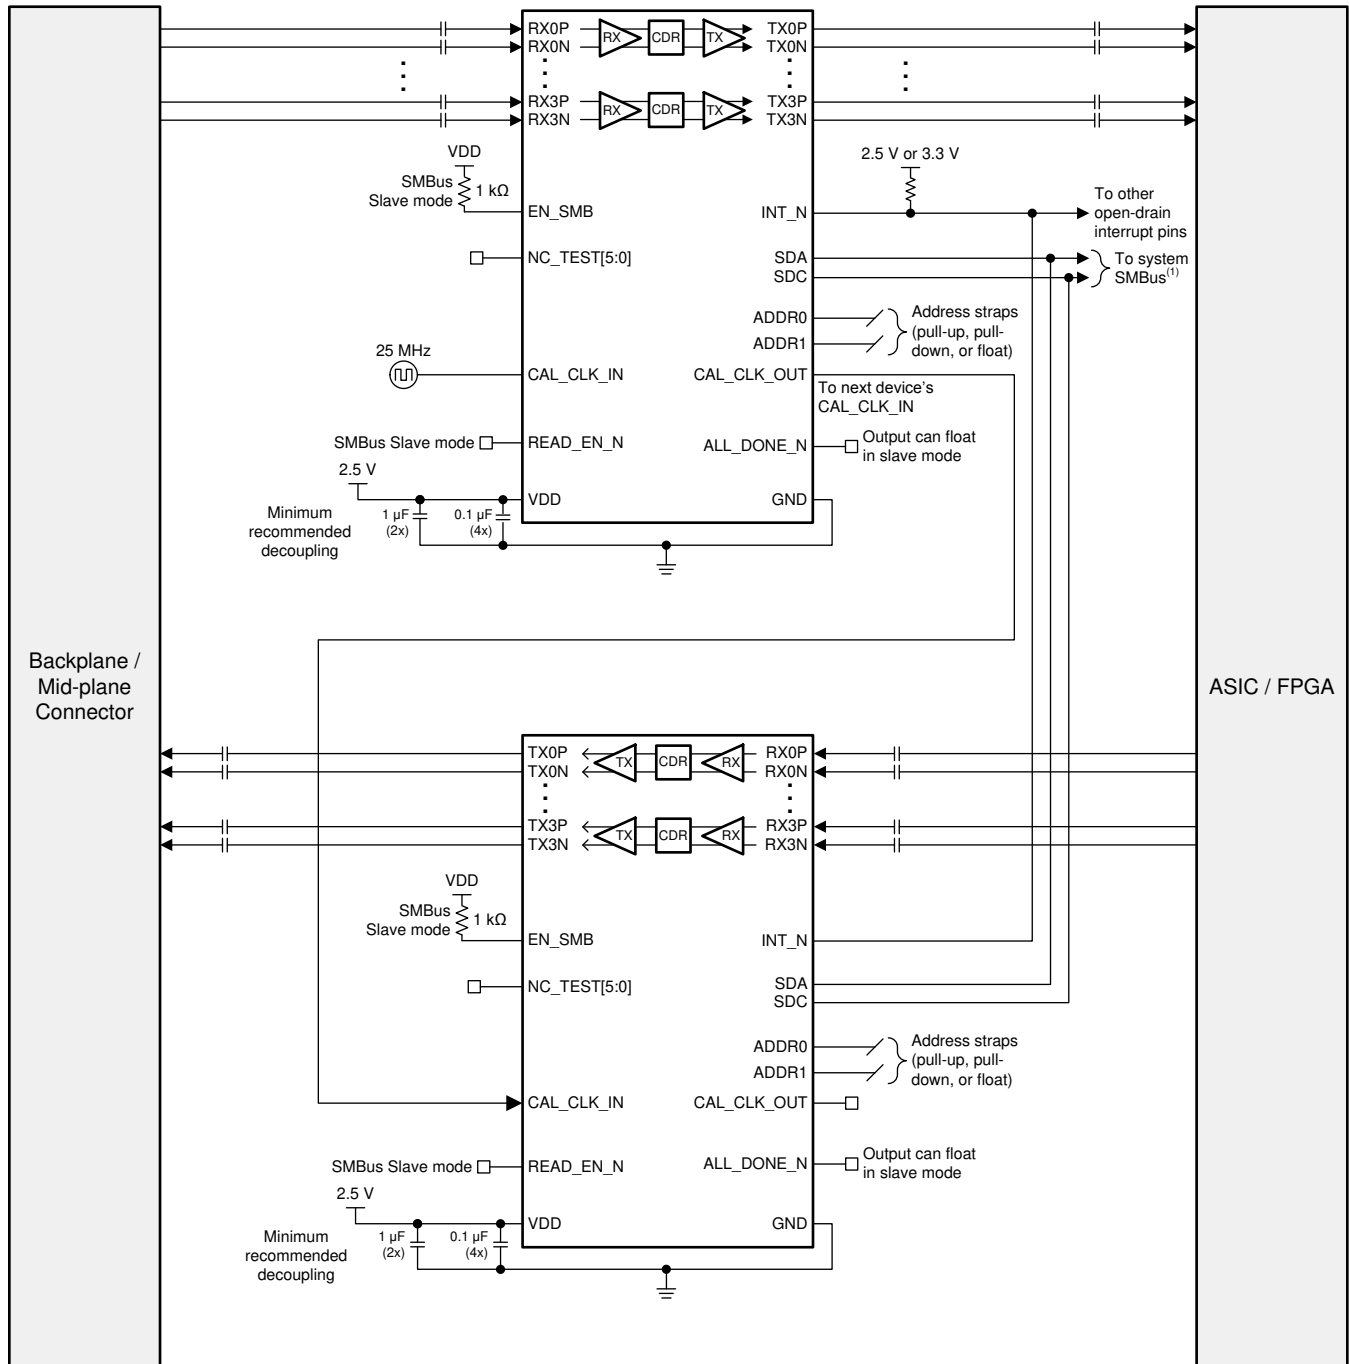 RX0P
RX0N
RX
CDR
TX
TX0P
TX0N
RX3P
RX3N
RX
CDR
TX
TX3P
TX3N
VDD
SMBus
Slave mode
1 kΩ
EN_SMB
2.5 V or 3.3 V
INT_N
To other
open-drain
interrupt pins
NC_TEST[5:0]
SDA
SDC
To system
SMBus(1)
ADDR0
ADDR1
Address straps
(pull-up, pull-
down, or float)
25 MHz
CAL_CLK_IN
CAL_CLK_OUT
To next device's
CAL_CLK_IN
SMBus Slave mode
READ_EN_N
ALL_DONE_N
Output can float
in slave mode
2.5 V
VDD
GND
Minimum
recommended
decoupling
1 µF
(2x)
0.1 µF
(4x)
Backplane /
Mid-plane
Connector
ASIC / FPGA
TX0P
TX0N
TX
CDR
RX
RX0P
RX0N
TX3P
TX3N
TX
CDR
RX
RX3P
RX3N
VDD
SMBus
Slave mode
1 kΩ
EN_SMB
INT_N
NC_TEST[5:0]
SDA
SDC
ADDR0
ADDR1
Address straps
(pull-up, pull-
down, or float)
CAL_CLK_IN
CAL_CLK_OUT
SMBus Slave mode
READ_EN_N
ALL_DONE_N
Output can float
in slave mode
2.5 V
VDD
GND
Minimum
recommended
decoupling
1 µF
(2x)
0.1 µF
(4x)